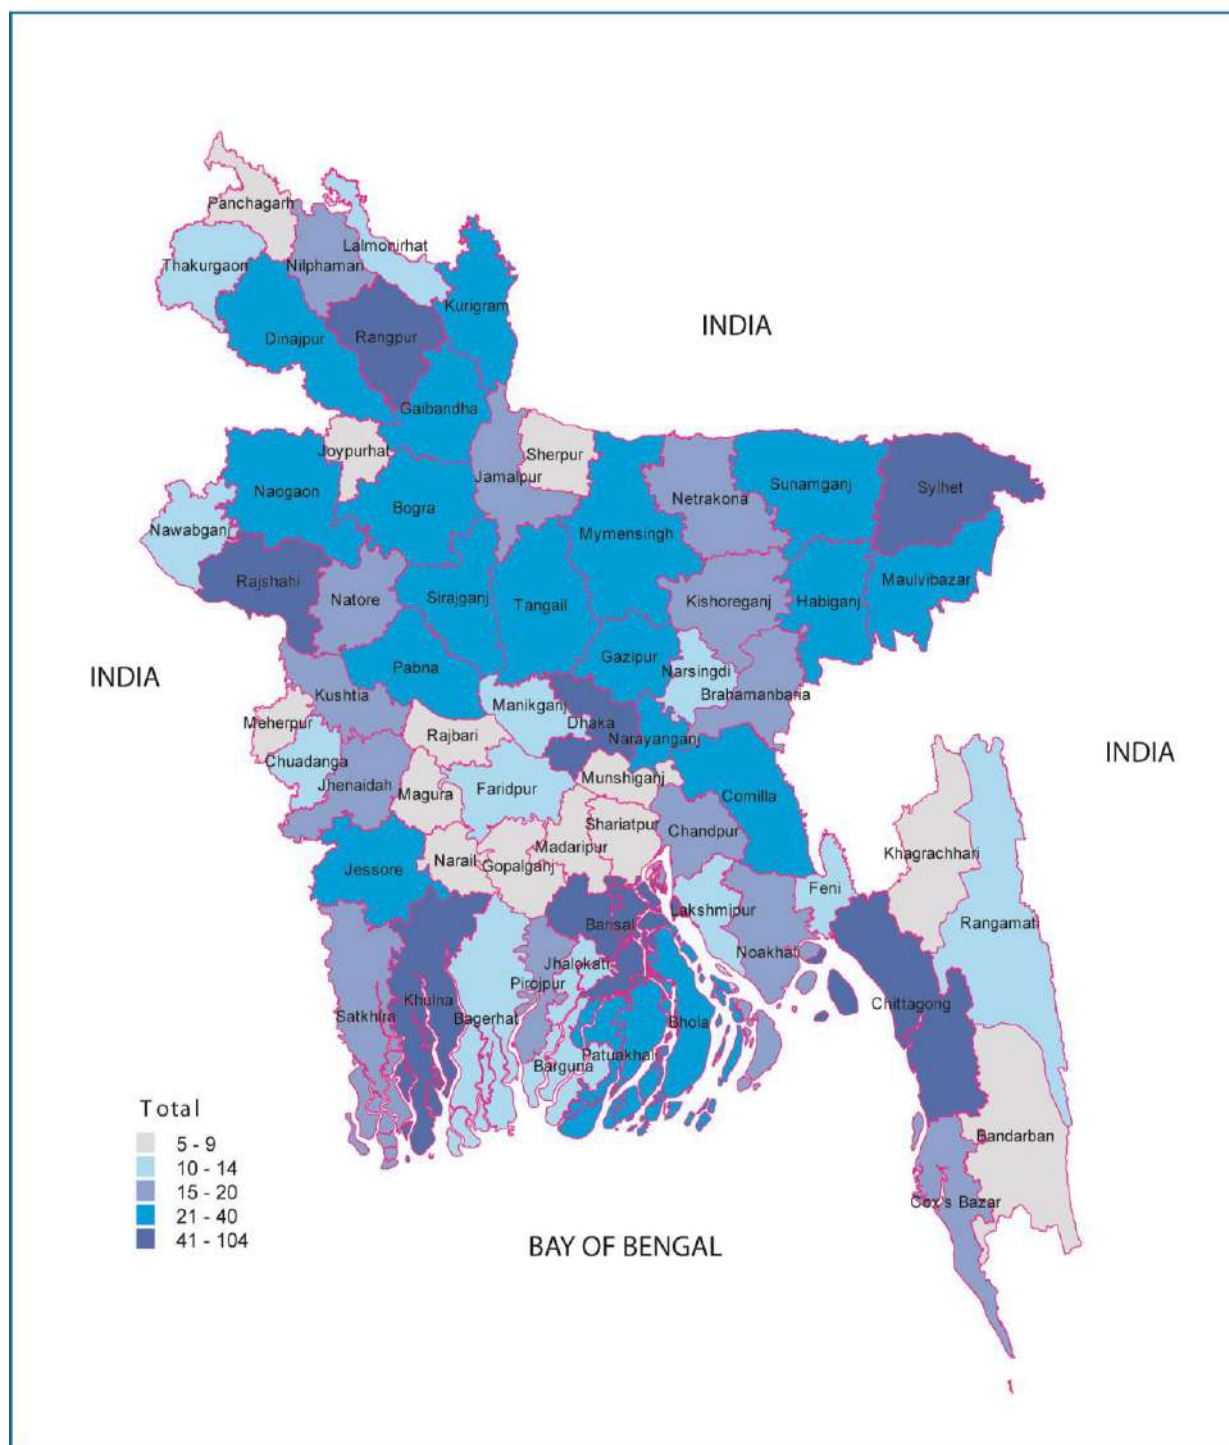 Panchagarh
Lalmonirhat
Thakurgaon
Nilphamari
Kurigram
INDIA
Dinajpur
Rangpur
Gaibandha
Joypurhat
Sherpur
Jamalpur
Sunamganj
Sylhet
Naogaon
Netrakona
Bogra
Nawabganj
Mymensingh
Maulvibazar
Rajshahi
Natore
Sirajganj
Tangail
Kishoreganj
Habiganj
INDIA
Pabna
Gazipur
Narsingdi
Kushtia
Brahamanbaria
Meherpur
Manikganj
Dhaka
Rajbari
Narayanganj
INDIA
Chuadanga
Jhenaidah
Magura
Faridpur
Munshiganj
Comilla
Shariatpur
Chandpur
Madaripur
Khagrachhari
Jessore
Narail
Gopalganj
Feni
Barisal
Lakshmipur
Rangamati
Noakhali
Jhalokati
Pirojpur
Khulna
Chittagong
Satkhira
Bagerhat
Bhola
Patuakhali
Barguna
Total
5 - 9
10 - 14
15 - 20
21 - 40
41 - 104
Bandarban
Cox's Bazar
BAY OF BENGAL